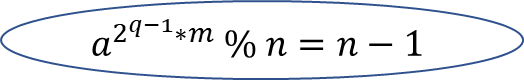 a^{2^{q-1}*m} % n = n − 1